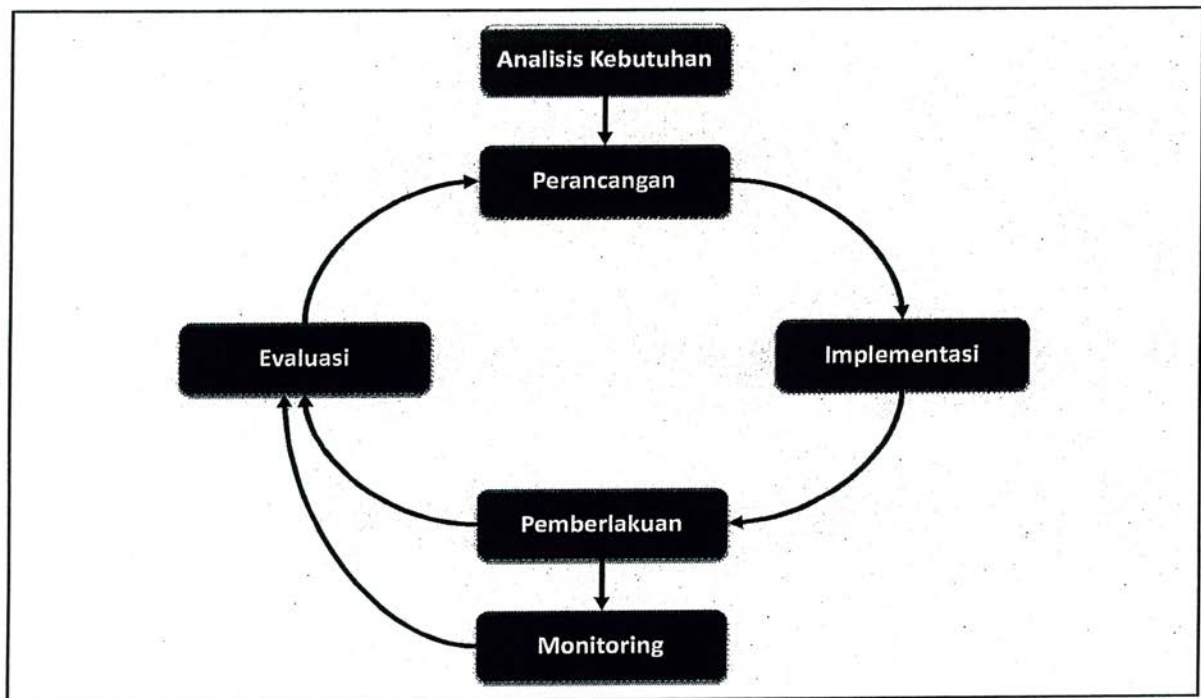 Analisis Kebutuhan
Perancangan
Evaluasi
Implementasi
Pemberlakuan
Monitoring